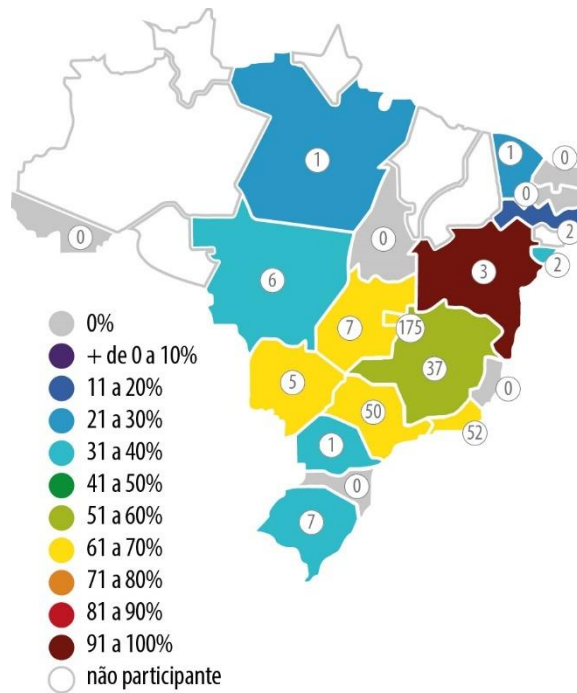 1
1
0
0
0
0
2
2
6
3
7
175
5
37
50
0
52
1
0
7
0%
+ de 0 a 10%
11 a 20%
21 a 30%
31 a 40%
41 a 50%
51 a 60%
61 a 70%
71 a 80%
81 a 90%
91 a 100%
não participante